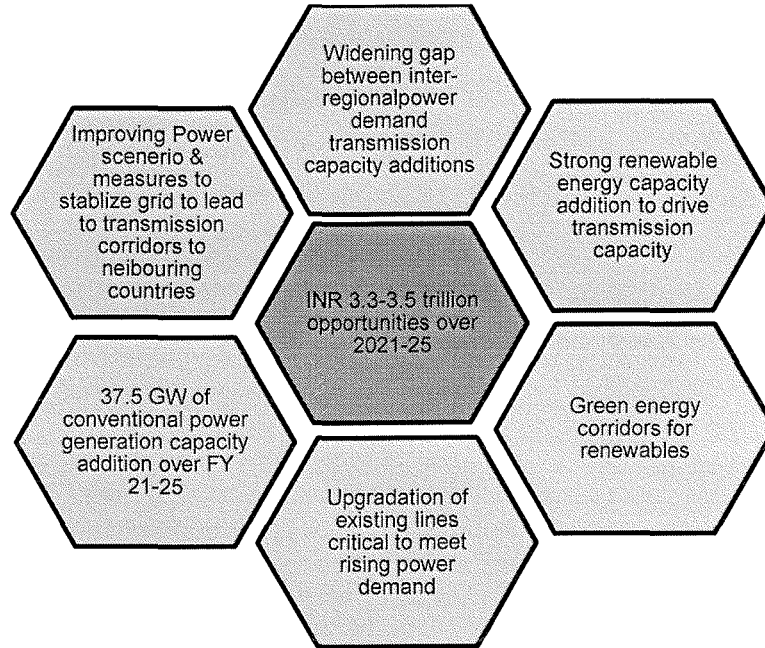 Widening gap
between inter-
regionalpower
demand
transmission
capacity additions
Improving Power
scenerio &
measures to
stablize grid to lead
to transmission
corridors to
neibouring
countries
Strong renewable
energy capacity
addition to drive
transmission
capacity
INR 3.3-3.5 trillion
opportunities over
2021-25
37.5 GW of
conventional power
generation capacity
addition over FY
21-25
Green energy
corridors for
renewables
Upgradation of
existing lines
critical to meet
rising power
demand